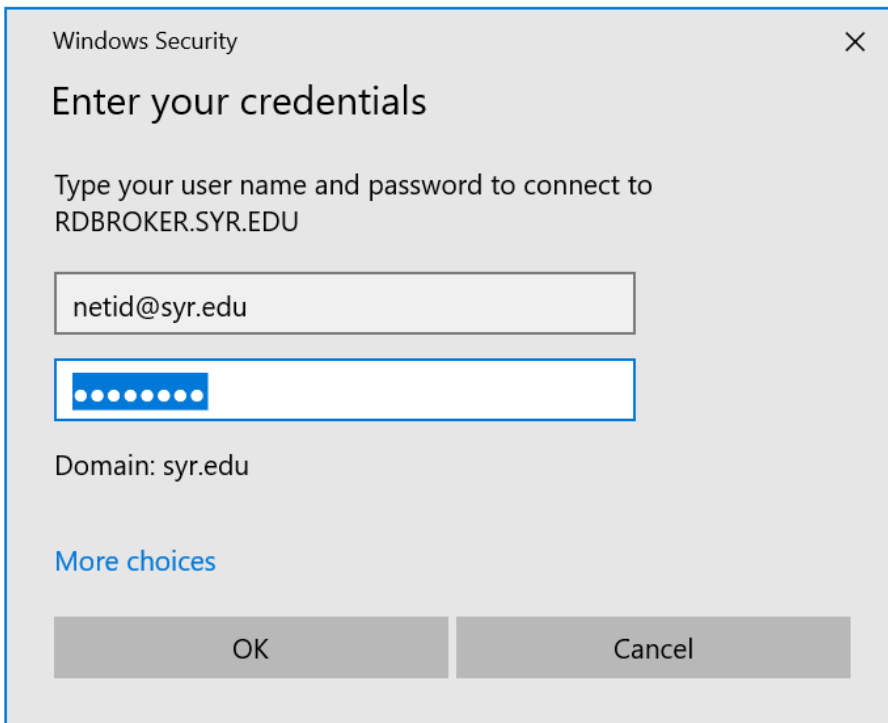 Windows Security
Enter your credentials
Type your user name and password to connect to
RDBROKER.SYR.EDU
netid@syr.edu
●●●●●●●●
Domain: syr.edu
More choices
OK
Cancel